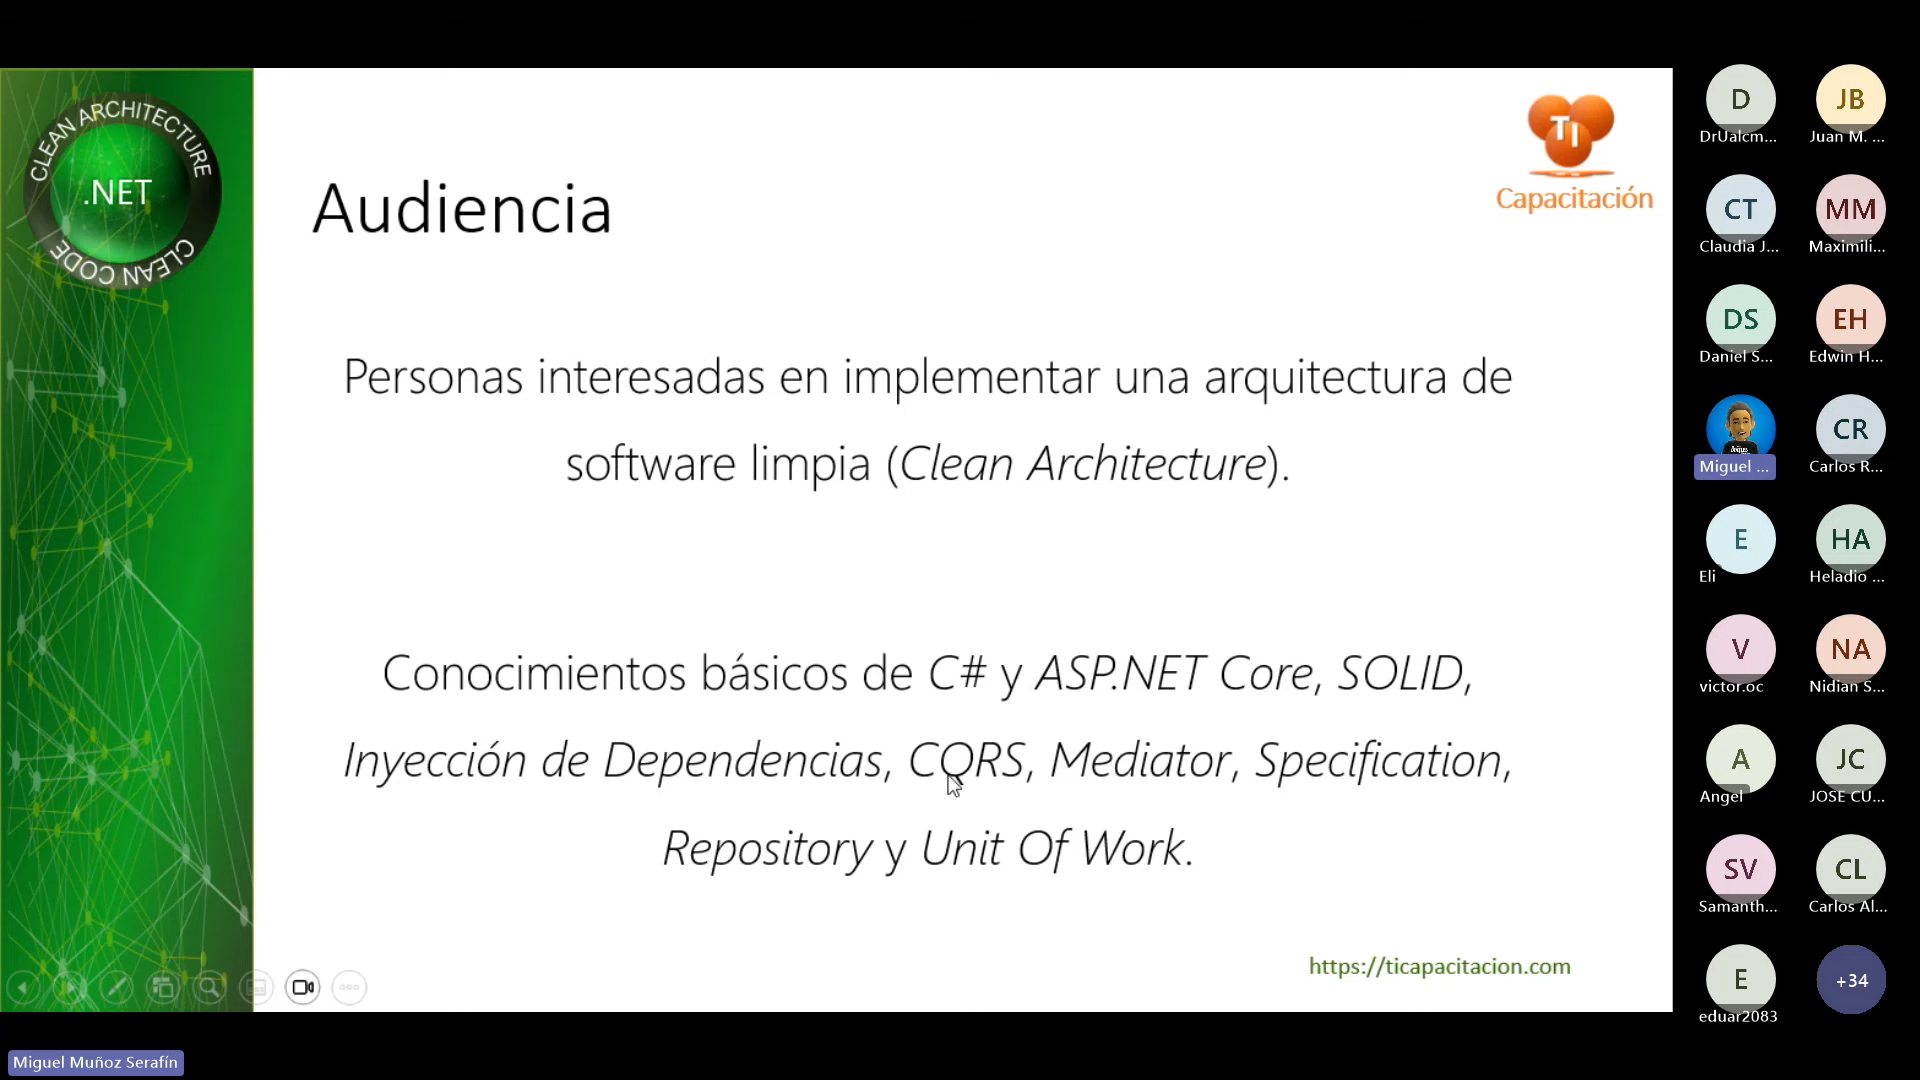 CLEAN ARCHITECTURE
.NET
CLEAN CODE
TI
Capacitación
Audiencia
Personas interesadas en implementar una arquitectura de
software limpia (Clean Architecture).
Conocimientos básicos de C# y ASP.NET Core, SOLID,
Inyección de Dependencias, CQRS, Mediator, Specification,
Repository y Unit Of Work.
https://ticapacitacion.com
D
DrUalcm...
JB
Juan M. ...
CT
Claudia J...
MM
Maximili...
DS
Daniel S...
EH
Edwin H...
Miguel ...
CR
Carlos R...
E
Eli
HA
Heladio ...
V
victor.oc
NA
Nidian S...
A
Angel
JC
JOSE CU...
SV
Samanth...
CL
Carlos Al...
E
eduar2083
+34
Miguel Muñoz Serafín